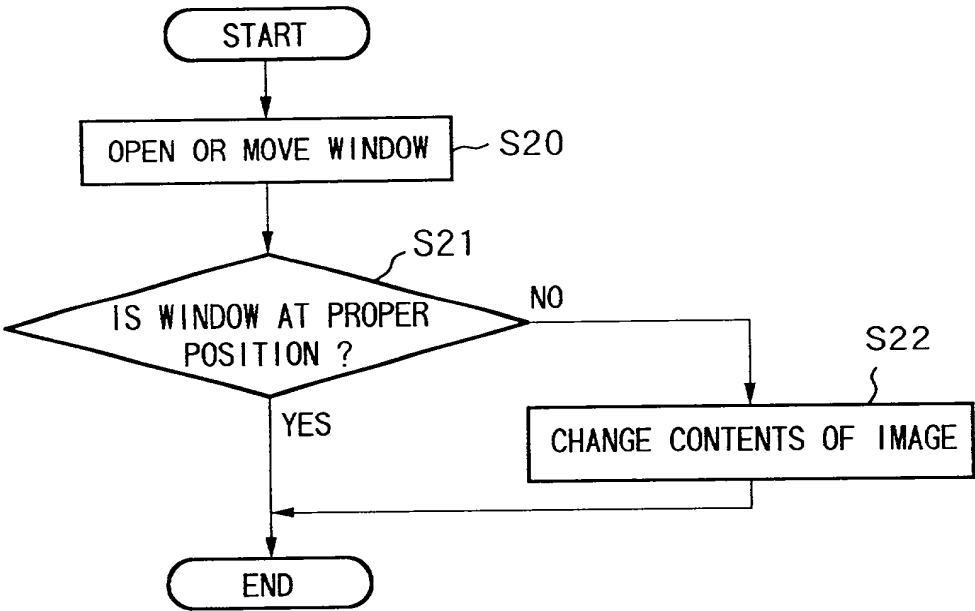 START
OPEN OR MOVE WINDOW
S20
S21
IS WINDOW AT PROPER
POSITION ?
NO
S22
YES
CHANGE CONTENTS OF IMAGE
END